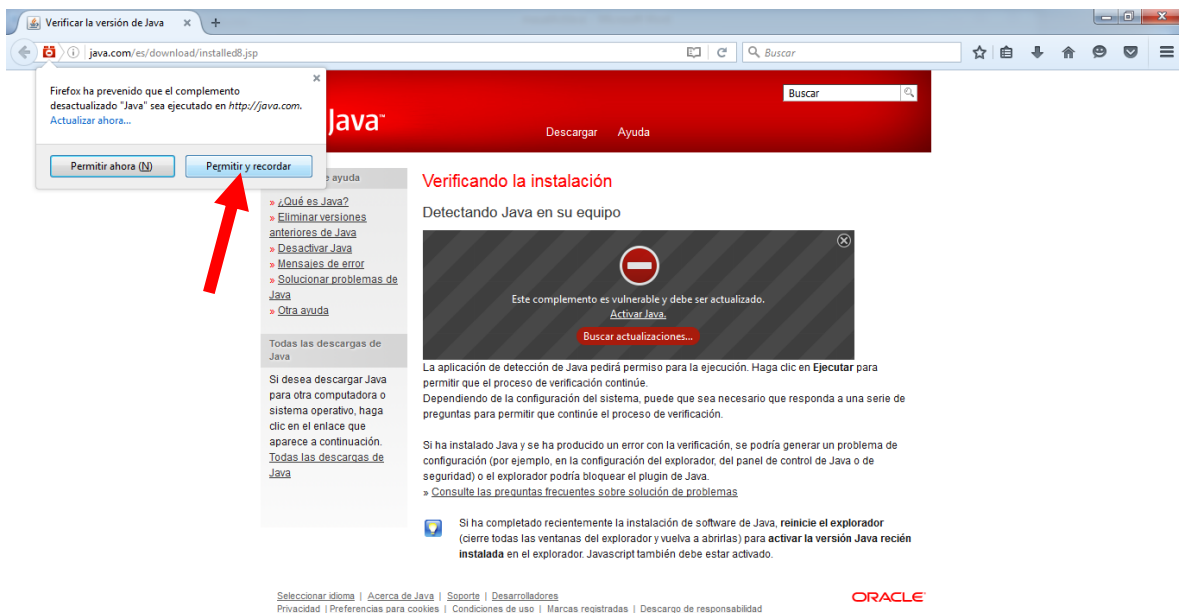 Verificar la versión de Java
java.com/es/download/installed8.jsp
Buscar
Firefox ha prevenido que el complemento
desactualizado "Java" sea ejecutado en http://java.com.
Actualizar ahora...
Permitir ahora (N)
Permitir y recordar
Java™
Buscar
Descargar Ayuda
ayuda
» ¿Qué es Java?
» Eliminar versiones
anteriores de Java
» Desactivar Java
» Mensajes de error
» Solucionar problemas de
Java
» Otra ayuda
Todas las descargas de
Java
Si desea descargar Java
para otra computadora o
sistema operativo, haga
clic en el enlace que
aparece a continuación.
Todas las descargas de
Java
Verificando la instalación
Detectando Java en su equipo
Este complemento es vulnerable y debe ser actualizado.
Activar Java.
Buscar actualizaciones...
La aplicación de detección de Java pedirá permiso para la ejecución. Haga clic en Ejecutar para
permitir que el proceso de verificación continúe.
Dependiendo de la configuración del sistema, puede que sea necesario que responda a una serie de
preguntas para permitir que continúe el proceso de verificación.
Si ha instalado Java y se ha producido un error con la verificación, se podría generar un problema de
configuración (por ejemplo, en la configuración del explorador, del panel de control de Java o de
seguridad) o el explorador podría bloquear el plugin de Java.
» Consulte las preguntas frecuentes sobre solución de problemas
Si ha completado recientemente la instalación de software de Java, reinicie el explorador
(cierre todas las ventanas del explorador y vuelva a abrirlas) para activar la versión Java recién
instalada en el explorador. Javascript también debe estar activado.
Seleccionar idioma | Acerca de Java | Soporte | Desarrolladores
Privacidad | Preferencias para cookies | Condiciones de uso | Marcas registradas | Descargo de responsabilidad
ORACLE